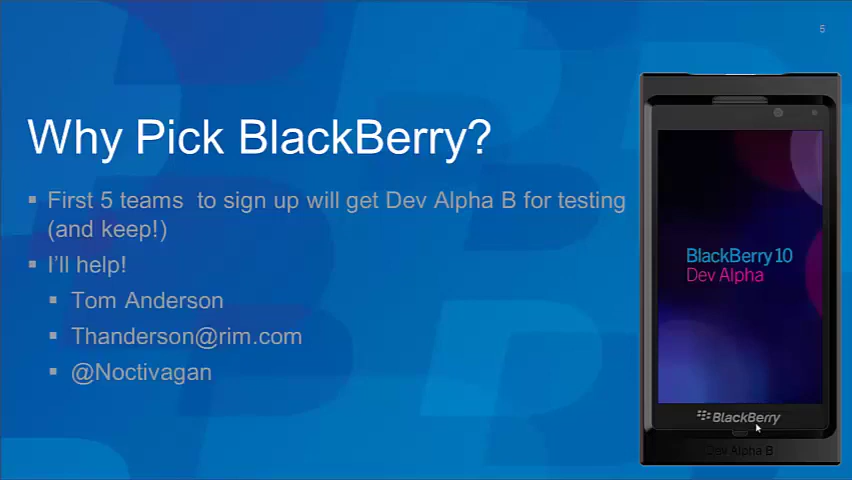 5
Why Pick BlackBerry?
First 5 teams to sign up will get Dev Alpha B for testing
(and keep!)
I'll help!
Tom Anderson
Thanderson@rim.com
@Noctivagan
BlackBerry 10
Dev Alpha
BlackBerry
Dev Alpha B